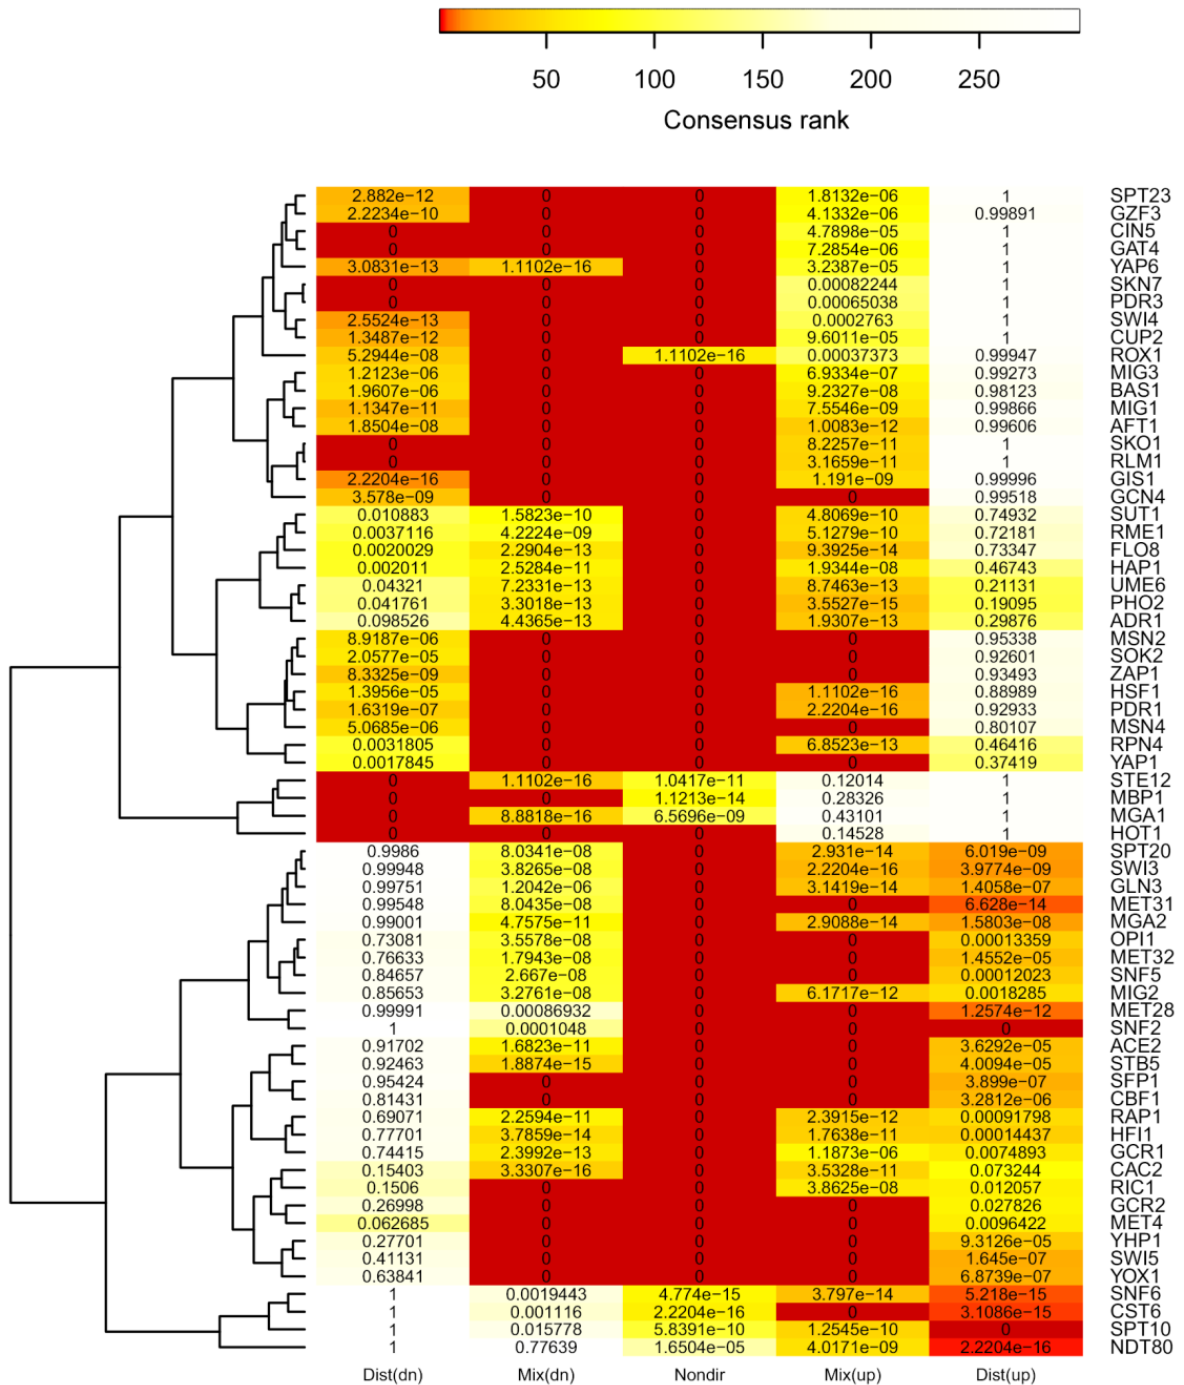 50 100 150 200 250
Consensus rank
2.882e−12 0 0 1.8132e−06 1 SPT23
2.2234e−10 0 0 4.1332e−06 0.99891 GZF3
0 0 0 4.7898e−05 1 CIN5
0 0 0 7.2854e−06 1 GAT4
3.0831e−13 1.1102e−16 0 3.2387e−05 1 YAP6
0 0 0 0.00082244 1 SKN7
0 0 0 0.00065038 1 PDR3
2.5524e−13 0 0 0.0002763 1 SWI4
1.3487e−12 0 0 9.6011e−05 1 CUP2
5.2944e−08 0 1.1102e−16 0.00037373 0.99947 ROX1
1.2123e−06 0 0 6.9334e−07 0.99273 MIG3
1.9607e−06 0 0 9.2327e−08 0.98123 BAS1
1.1347e−11 0 0 7.5546e−09 0.99866 MIG1
1.8504e−08 0 0 1.0083e−12 0.99606 AFT1
0 0 0 8.2257e−11 1 SKO1
0 0 0 3.1659e−11 1 RLM1
2.2204e−16 0 0 1.191e−09 0.99996 GIS1
3.578e−09 0 0 0 0.99518 GCN4
0.010883 1.5823e−10 0 4.8069e−10 0.74932 SUT1
0.0037116 4.2224e−09 0 5.1279e−10 0.72181 RME1
0.0020029 2.2904e−13 0 9.3925e−14 0.73347 FLO8
0.002011 2.5284e−11 0 1.9344e−08 0.46743 HAP1
0.04321 7.2331e−13 0 8.7463e−13 0.21131 UME6
0.041761 3.3018e−13 0 3.5527e−15 0.19095 PHO2
0.098526 4.4365e−13 0 1.9307e−13 0.29876 ADR1
8.9187e−06 0 0 0 0.95338 MSN2
2.0577e−05 0 0 0 0.92601 SOK2
8.3325e−09 0 0 0 0.93493 ZAP1
1.3956e−05 0 0 1.1102e−16 0.88989 HSF1
1.6319e−07 0 0 2.2204e−16 0.92933 PDR1
5.0685e−06 0 0 0 0.80107 MSN4
0.0031805 0 0 6.8523e−13 0.46416 RPN4
0.0017845 0 0 0 0.37419 YAP1
0 1.1102e−16 1.0417e−11 0.12014 1 STE12
0 0 1.1213e−14 0.28326 1 MBP1
0 8.8818e−16 6.5696e−09 0.43101 1 MGA1
0 0 0 0.14528 1 HOT1
0.9986 8.0341e−08 0 2.931e−14 6.019e−09 SPT20
0.99948 3.8265e−08 0 2.2204e−16 3.9774e−09 SWI3
0.99751 1.2042e−06 0 3.1419e−14 1.4058e−07 GLN3
0.99548 8.0435e−08 0 0 6.628e−14 MET31
0.99001 4.7575e−11 0 2.9088e−14 1.5803e−08 MGA2
0.73081 3.5578e−08 0 0 0.00013359 OPI1
0.76633 1.7943e−08 0 0 1.4552e−05 MET32
0.84657 2.667e−08 0 0 0.00012023 SNF5
0.85653 3.2761e−08 0 6.1717e−12 0.0018285 MIG2
0.99991 0.00086932 0 0 1.2574e−12 MET28
1 0.0001048 0 0 0 SNF2
0.91702 1.6823e−11 0 0 3.6292e−05 ACE2
0.92463 1.8874e−15 0 0 4.0094e−05 STB5
0.95424 0 0 0 3.899e−07 SFP1
0.81431 0 0 0 3.2812e−06 CBF1
0.69071 2.2594e−11 0 2.3915e−12 0.00091798 RAP1
0.77701 3.7859e−14 0 1.7638e−11 0.00014437 HFI1
0.74415 2.3992e−13 0 1.1873e−06 0.0074893 GCR1
0.15403 3.3307e−16 0 3.5328e−11 0.073244 CAC2
0.1506 0 0 3.8625e−08 0.012057 RIC1
0.26998 0 0 0 0.027826 GCR2
0.062685 0 0 0 0.0096422 MET4
0.27701 0 0 0 9.3126e−05 YHP1
0.41131 0 0 0 1.645e−07 SWI5
0.63841 0 0 0 6.8739e−07 YOX1
1 0.0019443 4.774e−15 3.797e−14 5.218e−15 SNF6
1 0.001116 2.2204e−16 0 3.1086e−15 CST6
1 0.015778 5.8391e−10 1.2545e−10 0 SPT10
1 0.77639 1.6504e−05 4.0171e−09 2.2204e−16 NDT80
Dist(dn) Mix(dn) Nondir Mix(up) Dist(up)